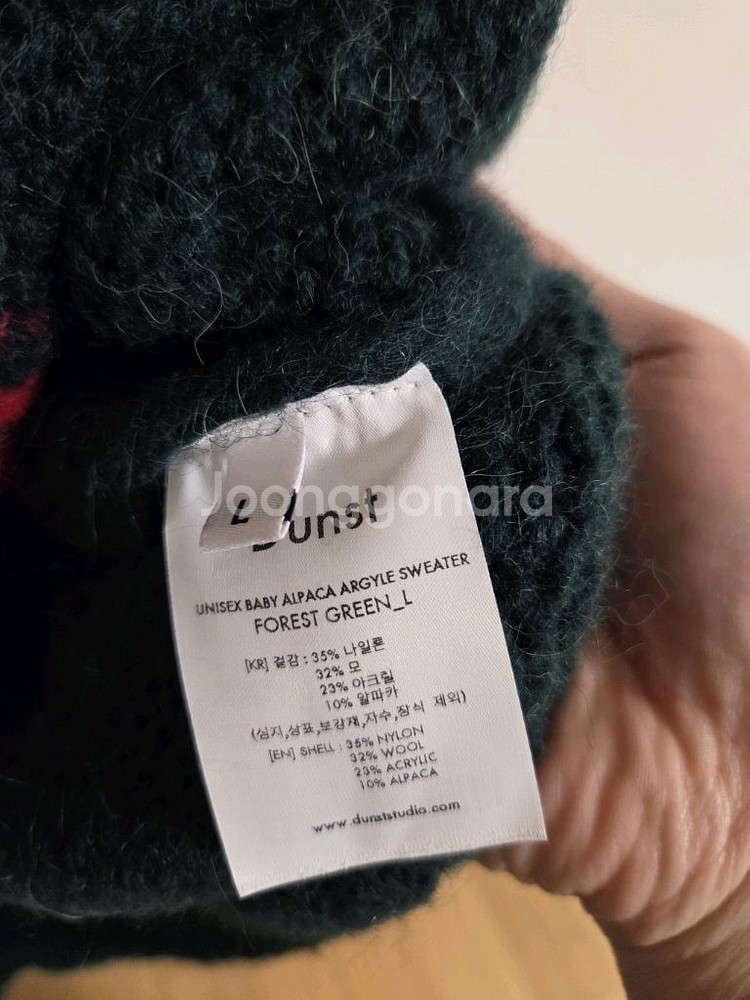 Joonggonara
L
Dunst
UNISEX BABY ALPACA ARGYLE SWEATER
FOREST GREEN_L
[KR] 겉감 : 35% 나일론
32% 모
23% 아크릴
10% 알파카
(심지,상표,보강재,자수,장식 제외)
[EN] SHELL : 35% NYLON
32% WOOL
23% ACRYLIC
10% ALPACA
www.dunststudio.com